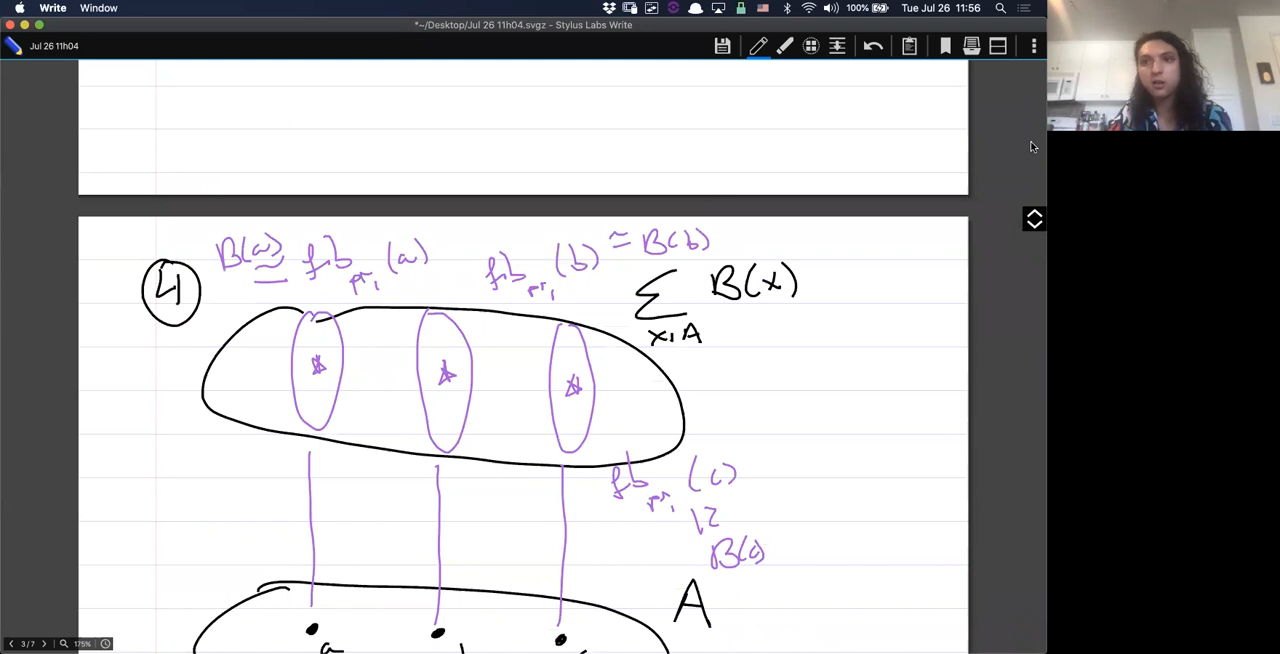 Write Window 100% Tue Jul 26 11:56
*~/Desktop/Jul 26 11h04.svgz - Stylus Labs Write
Jul 26 11h04
B(a) ≅ fib_pr₁ (a) fib_pr₁ (b) ≃ B(b)
4
∑_x:A B(x)
fib_pr₁ (c)
B(c)
A
a
3/7 175%